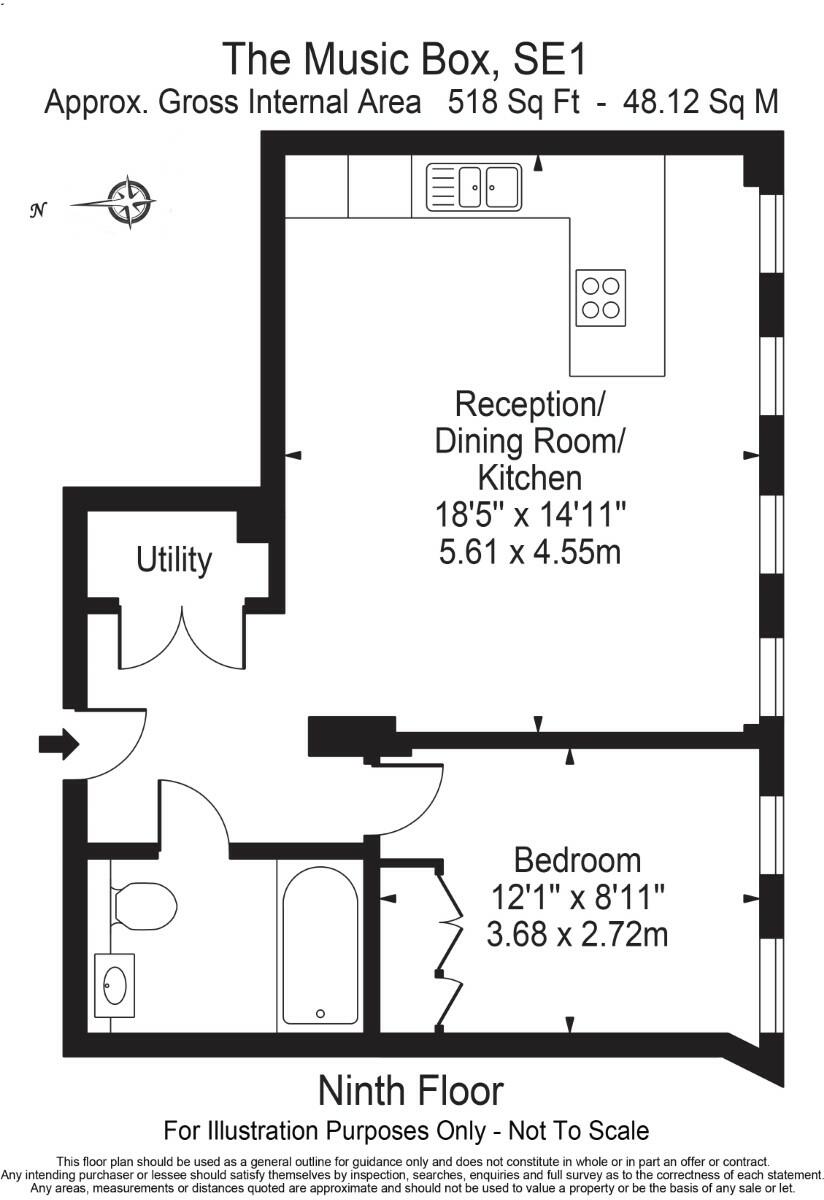 The Music Box, SE1
Approx. Gross Internal Area 518 Sq Ft - 48.12 Sq M
N
Reception/
Dining Room/
Kitchen
18'5" x 14'11"
5.61 x 4.55m
Utility
Bedroom
12'1" x 8'11"
3.68 x 2.72m
Ninth Floor
For Illustration Purposes Only - Not To Scale
This floor plan should be used as a general outline for guidance only and does not constitute in whole or in part an offer or contract.
Any intending purchaser or lessee should satisfy themselves by inspection, searches, enquiries and full survey as to the correctness of each statement.
Any areas, measurements or distances quoted are approximate and should not be used to value a property or be the basis of any sale or let.